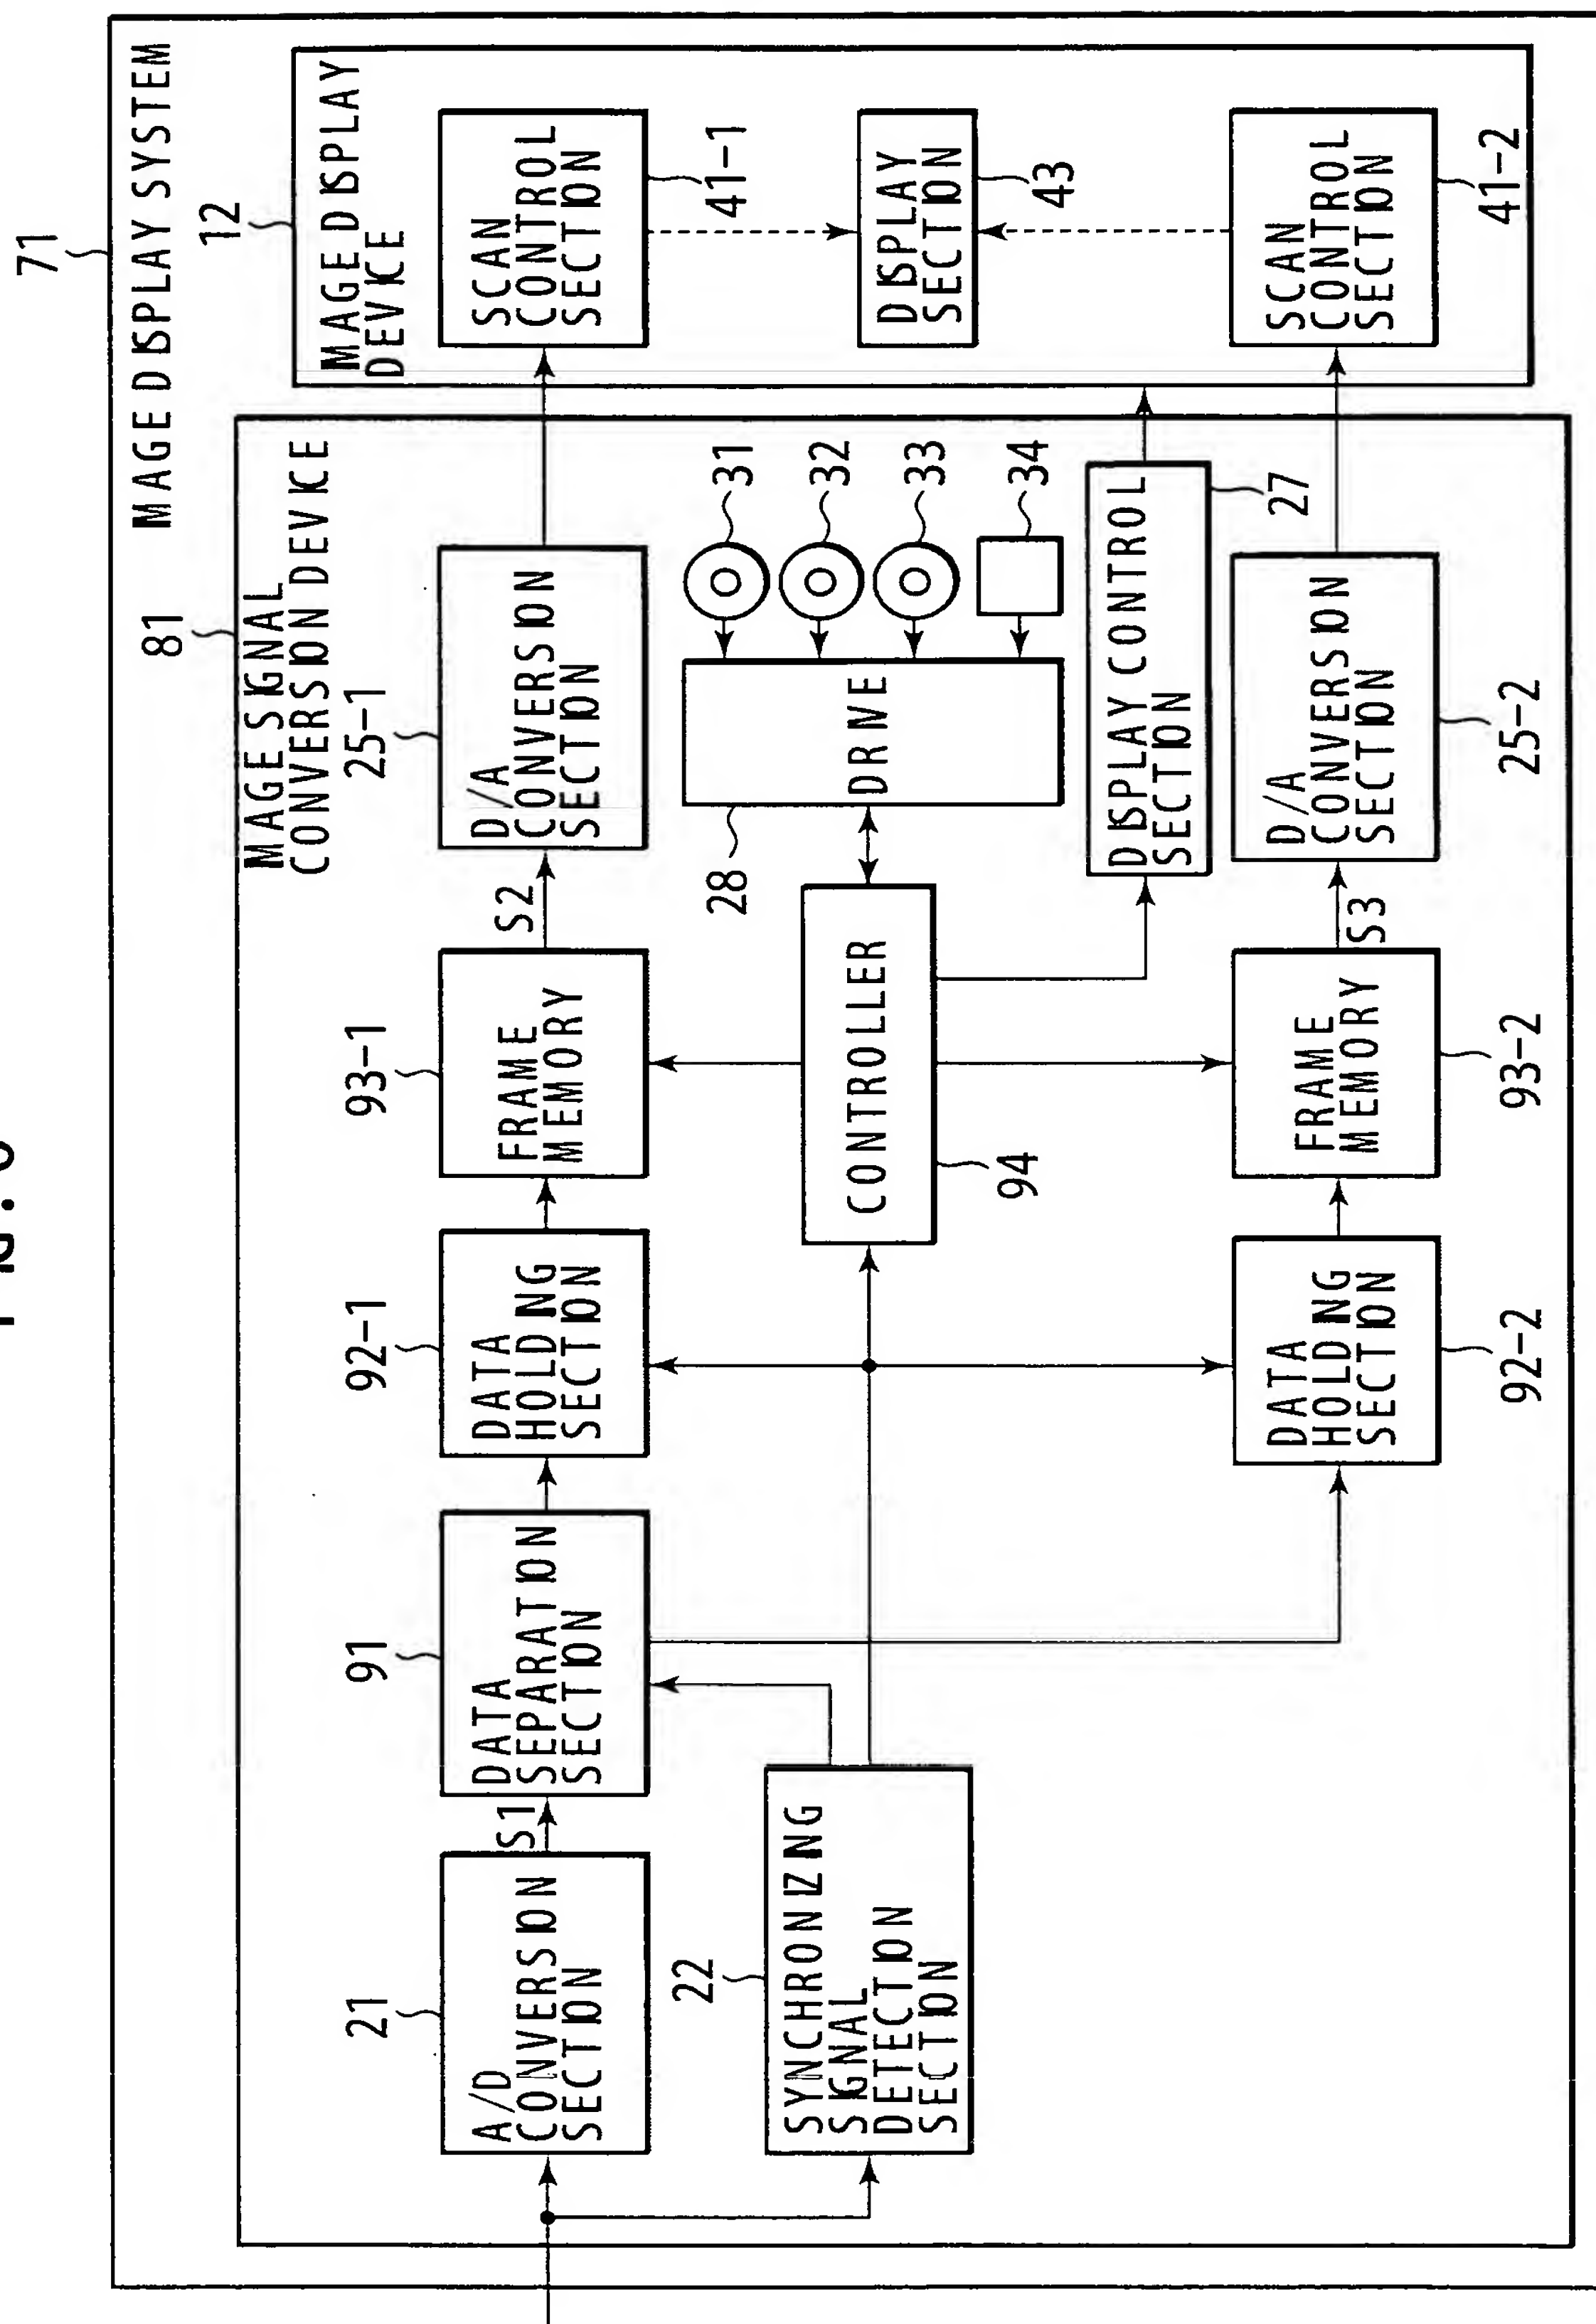 71
IMAGE DISPLAY SYSTEM
81
IMAGE SIGNAL
CONVERSION DEVICE
12
IMAGE DISPLAY
DEVICE
21
A/D
CONVERSION
SECTION
S1
91
DATA
SEPARATION
SECTION
92-1
DATA
HOLDING
SECTION
93-1
FRAME
MEMORY
S2
25-1
D/A
CONVERSION
SECTION
SCAN
CONTROL
SECTION
41-1
22
SYNCHRONIZING
SIGNAL
DETECTION
SECTION
CONTROLLER
94
28
DRIVE
31
32
33
34
DISPLAY
SECTION
43
DISPLAY CONTROL
SECTION
27
DATA
HOLDING
SECTION
92-2
FRAME
MEMORY
93-2
S3
D/A
CONVERSION
SECTION
25-2
SCAN
CONTROL
SECTION
41-2